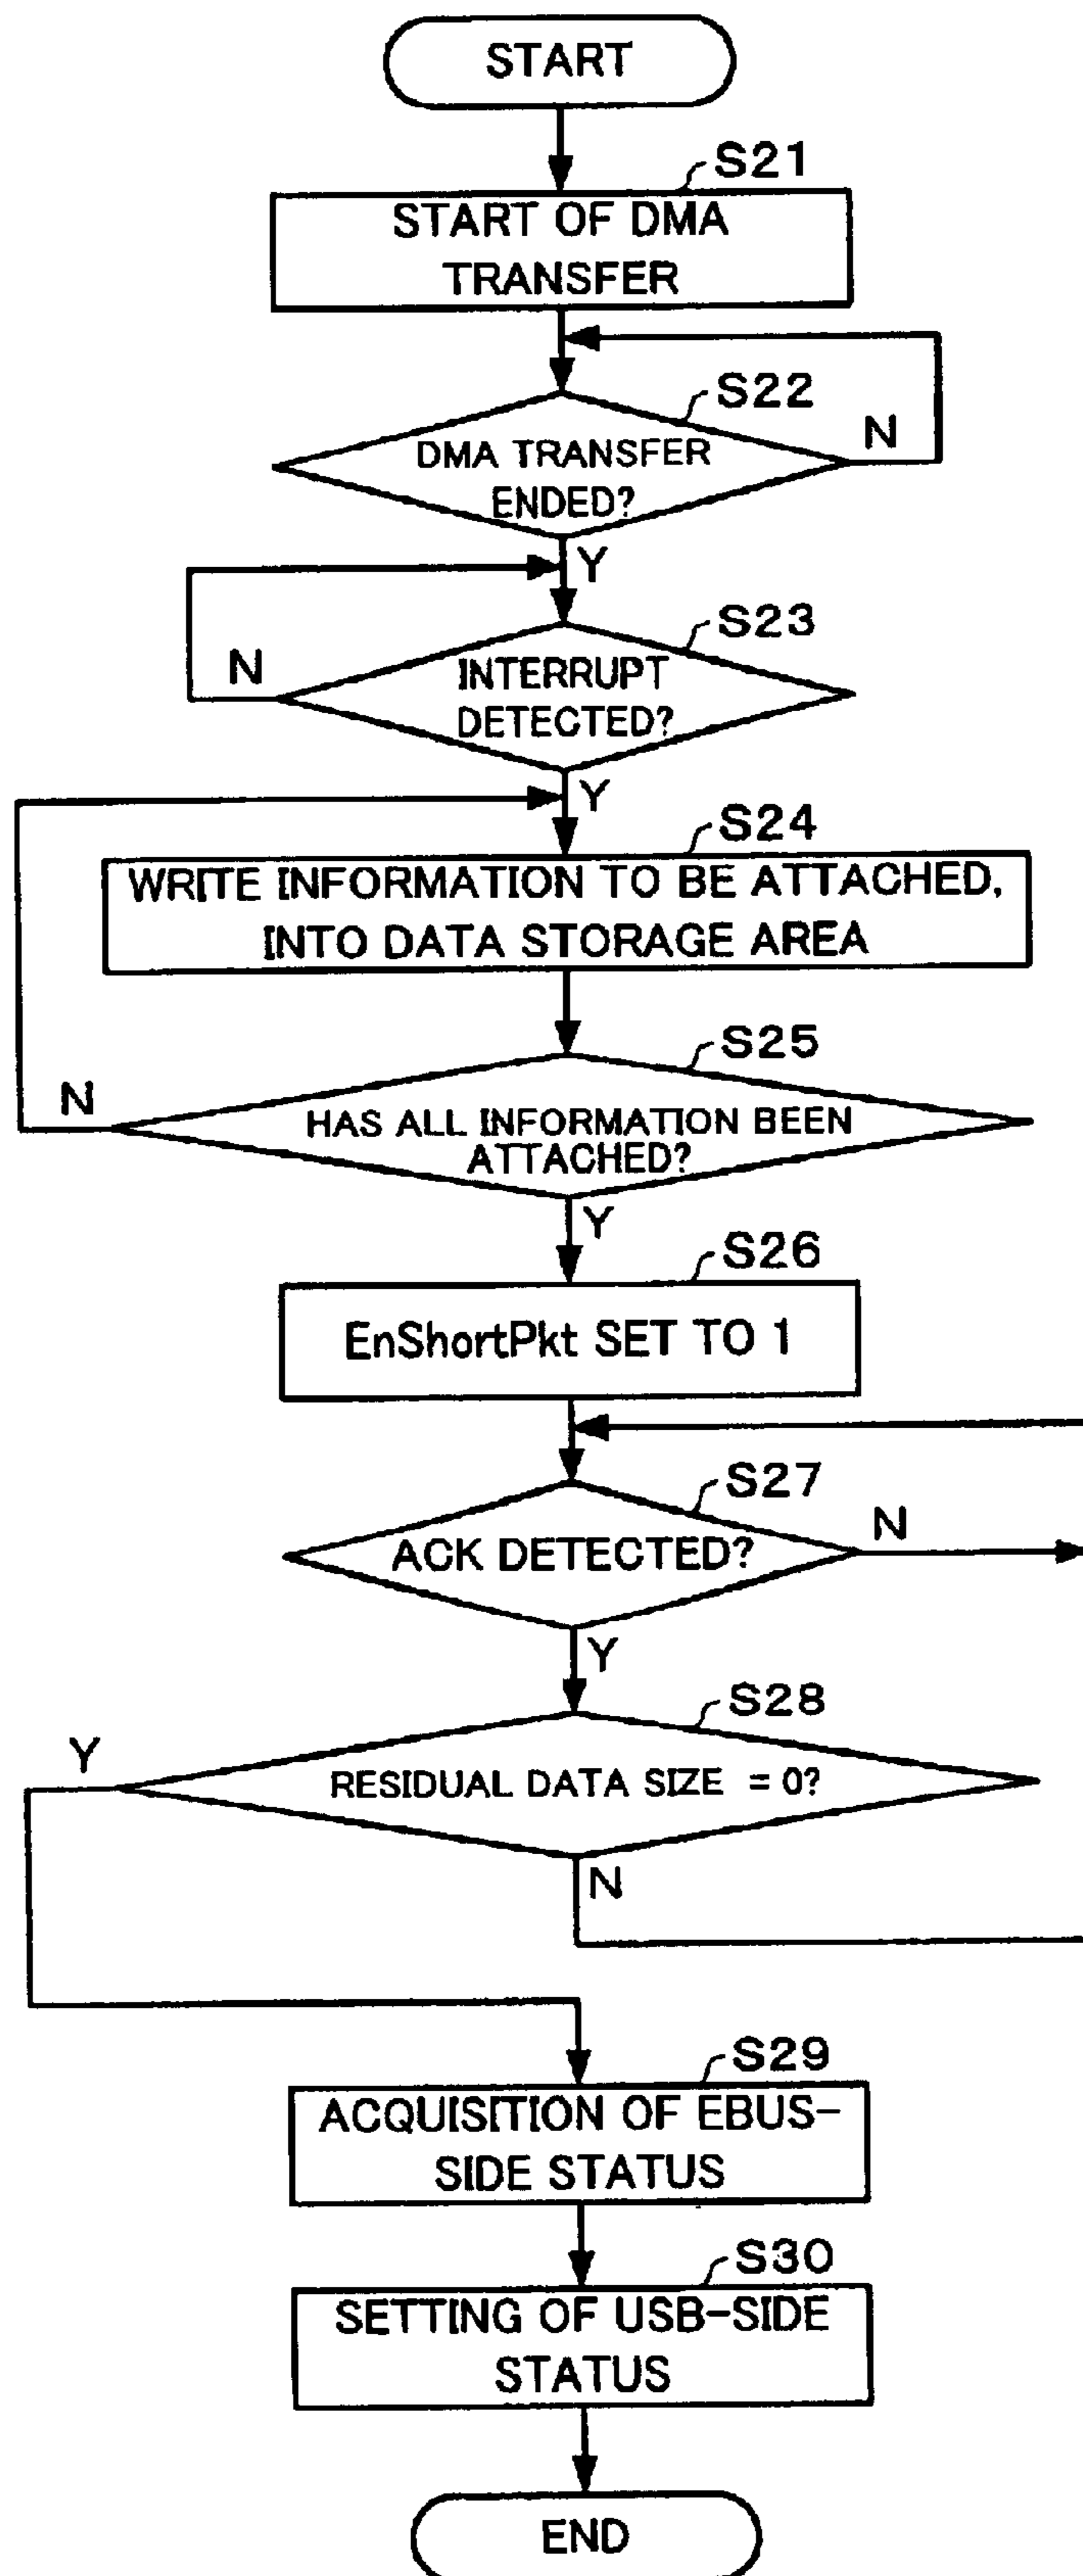 START
S21
START OF DMA
TRANSFER
S22
N
DMA TRANSFER
ENDED?
Y
S23
N
INTERRUPT
DETECTED?
Y
S24
WRITE INFORMATION TO BE ATTACHED,
INTO DATA STORAGE AREA
S25
N
HAS ALL INFORMATION BEEN
ATTACHED?
Y
S26
EnShortPkt SET TO 1
S27
N
ACK DETECTED?
Y
S28
Y
RESIDUAL DATA SIZE = 0?
N
S29
ACQUISITION OF EBUS-
SIDE STATUS
S30
SETTING OF USB-SIDE
STATUS
END